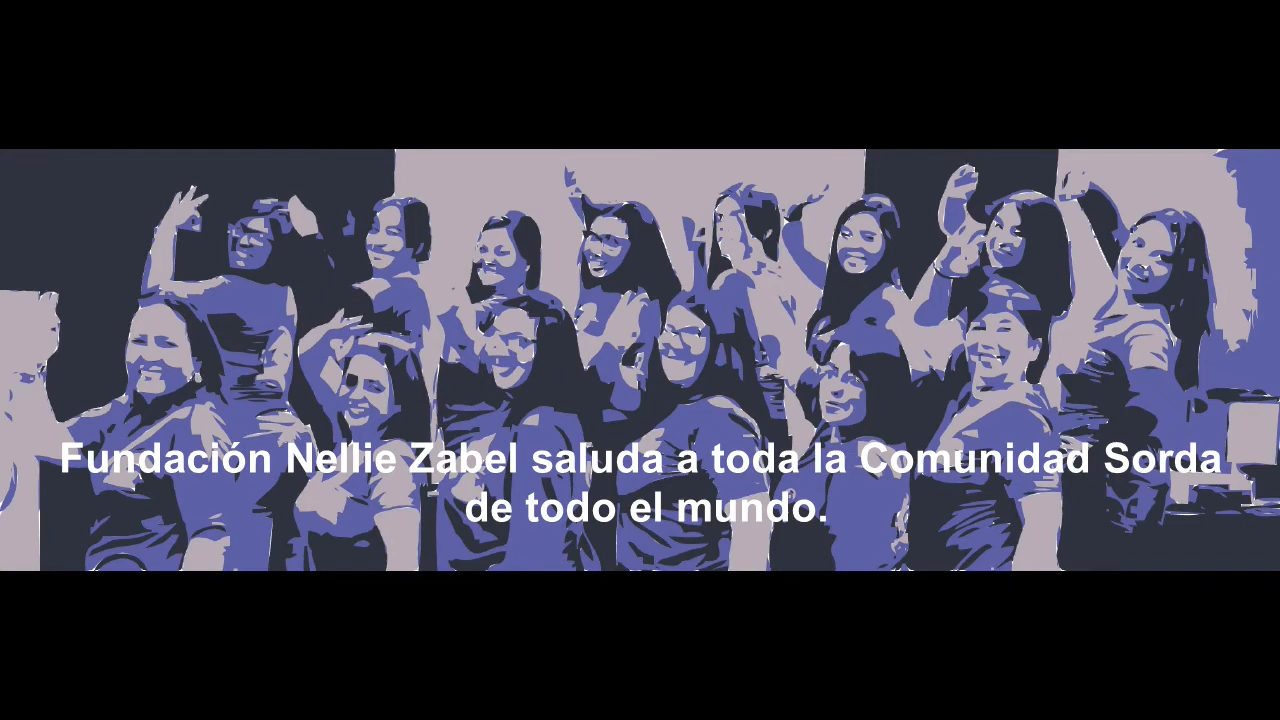 Fundación Nellie Zabel saluda a toda la Comunidad Sorda
de todo el mundo.